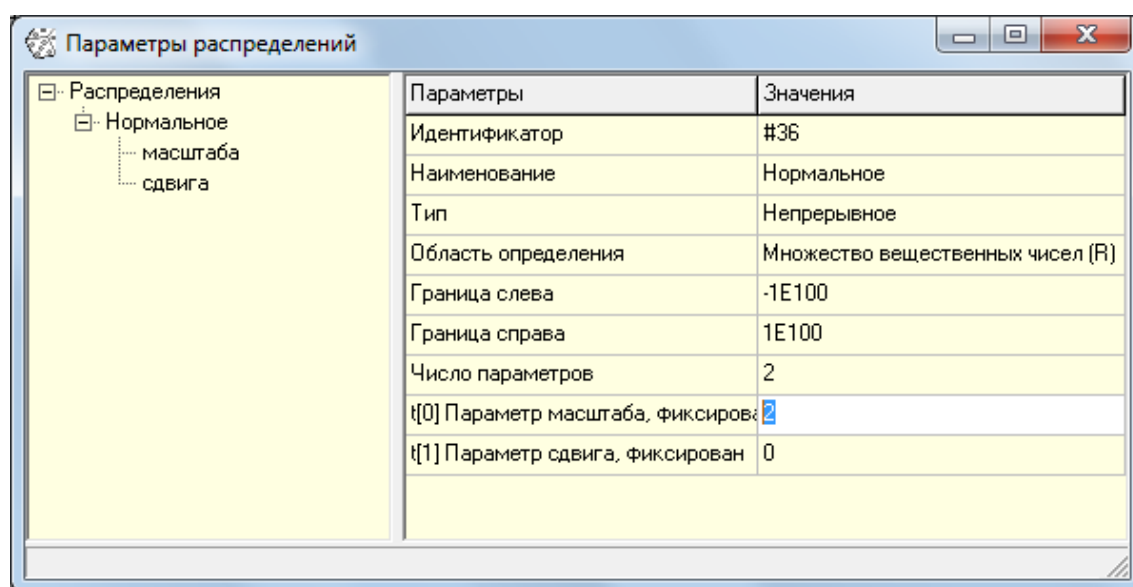 Параметры распределений
Распределения
Нормальное
масштаба
сдвига
Параметры Значения
Идентификатор #36
Наименование Нормальное
Тип Непрерывное
Область определения Множество вещественных чисел (R)
Граница слева -1E100
Граница справа 1E100
Число параметров 2
t[0] Параметр масштаба, фиксирова 2
t[1] Параметр сдвига, фиксирован 0